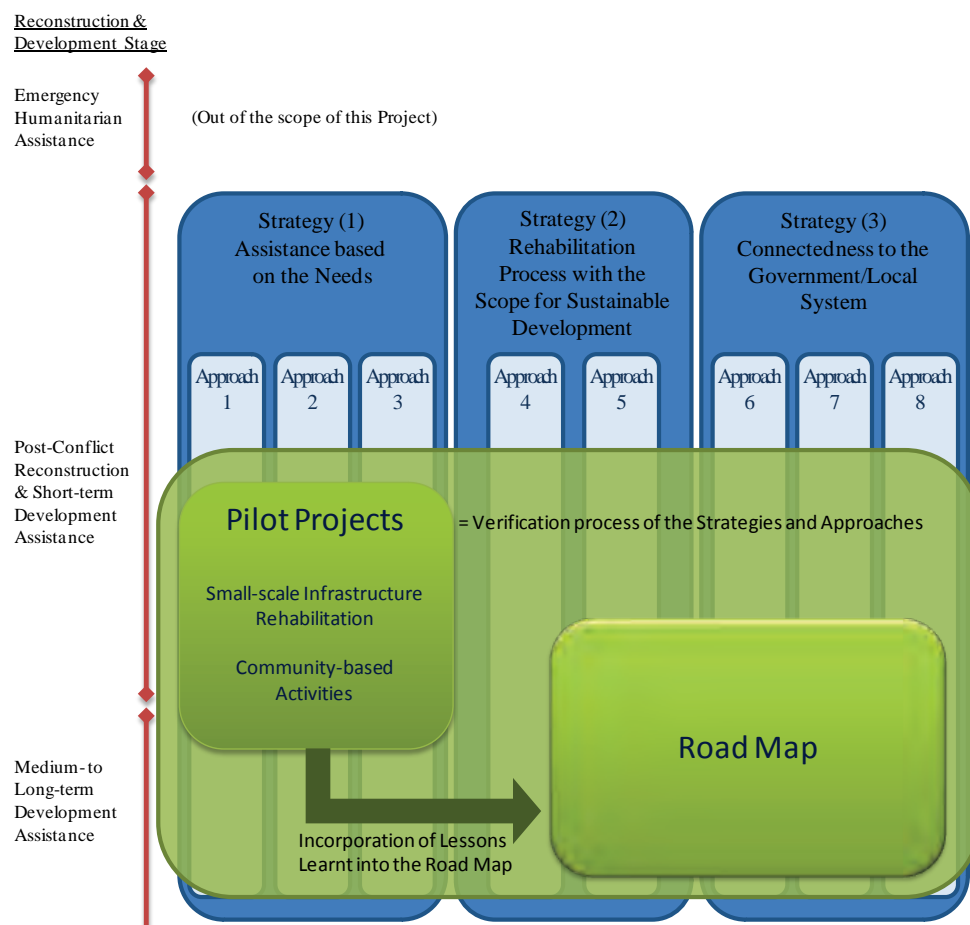 Reconstruction &
Development Stage
Emergency
Humanitarian
Assistance
(Out of the scope of this Project)
Strategy (1)
Assistance based
on the Needs
Strategy (2)
Rehabilitation
Process with the
Scope for Sustainable
Development
Strategy (3)
Connectedness to the
Government/Local
System
Approach
1
Approach
2
Approach
3
Approach
4
Approach
5
Approach
6
Approach
7
Approach
8
Post-Conflict
Reconstruction
& Short-term
Development
Assistance
Pilot Projects
= Verification process of the Strategies and Approaches
Small-scale Infrastructure
Rehabilitation
Community-based
Activities
Road Map
Medium- to
Long-term
Development
Assistance
Incorporation of Lessons
Learnt into the Road Map